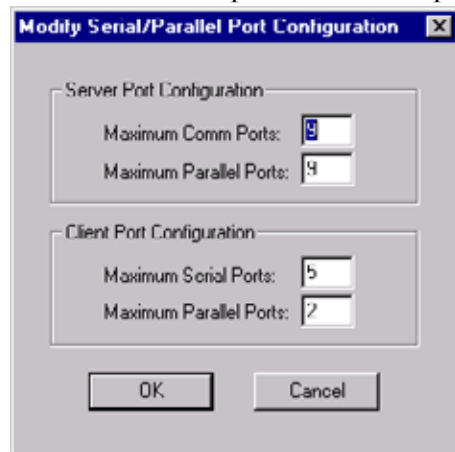 Modify Serial/Parallel Port Configuration
Server Port Configuration
Maximum Comm Ports: 9
Maximum Parallel Ports: 9
Client Port Configuration
Maximum Serial Ports: 5
Maximum Parallel Ports: 2
OK Cancel